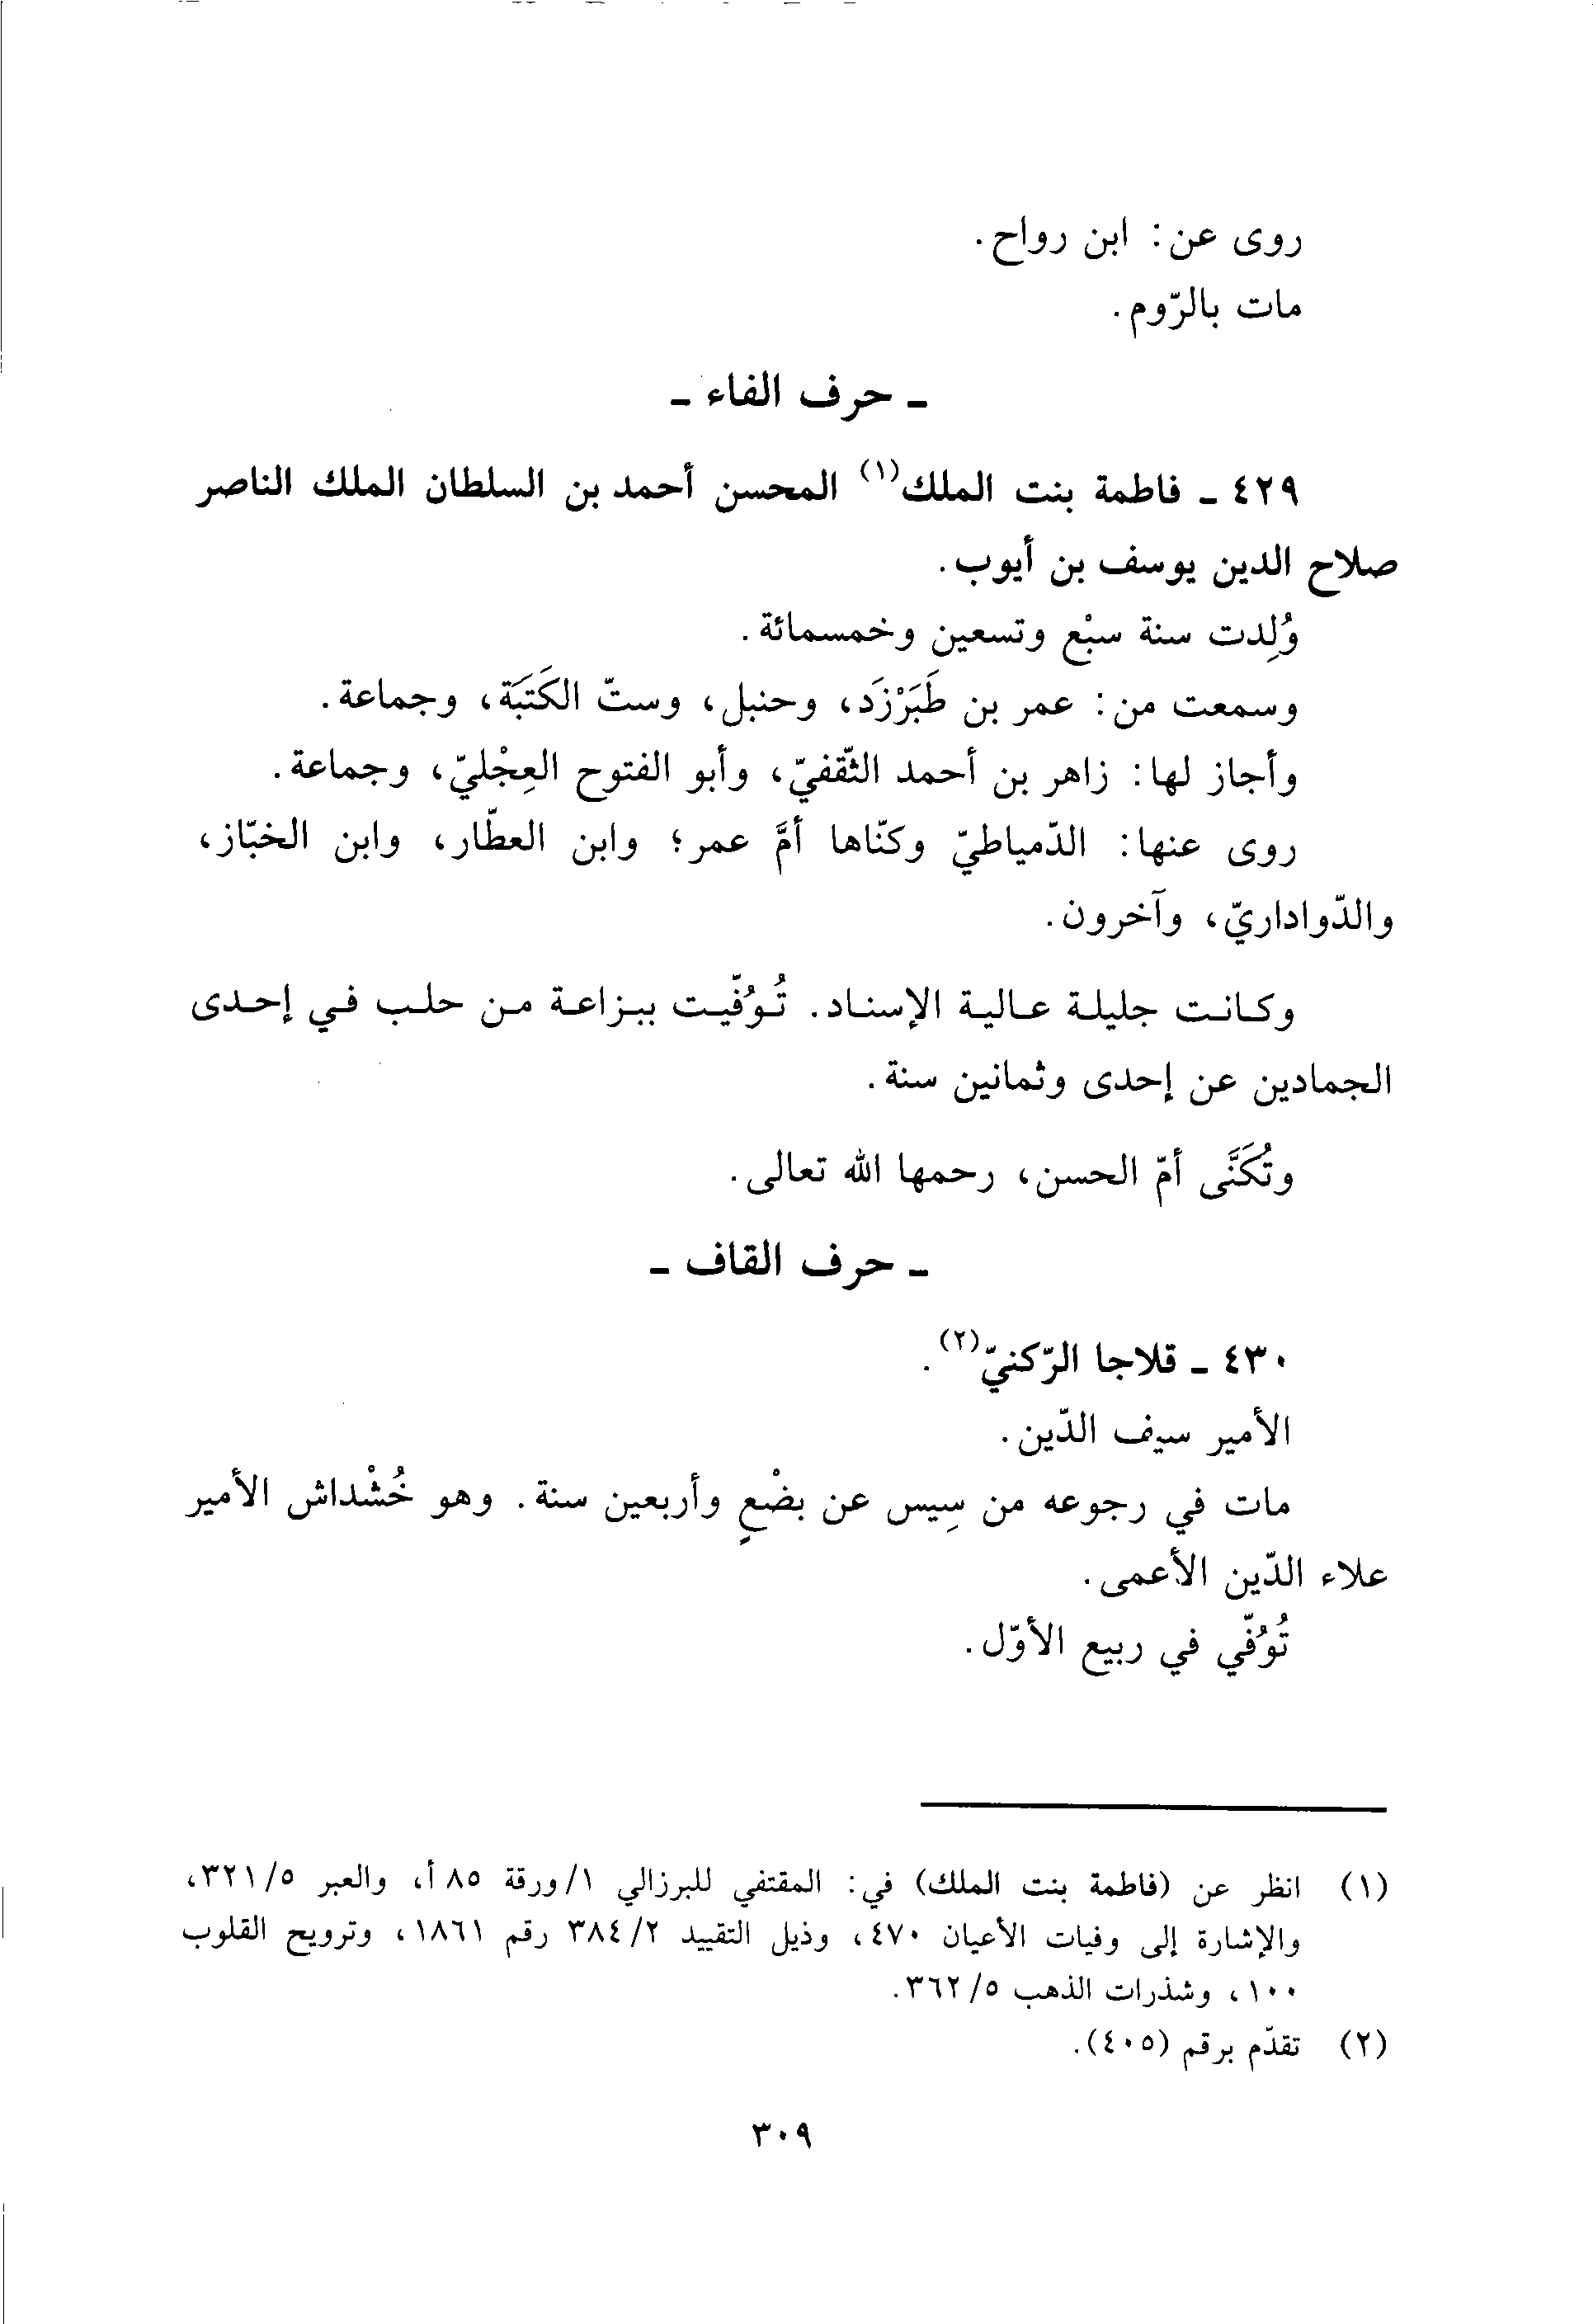 روى عن: ابن رواح.
مات بالرّوم.
ـ حرف الفاء ـ
٤٢٩ ـ فاطمة بنت الملك(١) المحسن أحمد بن السلطان الملك الناصر
صلاح الدين يوسف بن أيوب.
وُلِدت سنة سبْع وتسعين وخمسمائة.
وسمعت من: عمر بن طَبَرْزَد، وحنبل، وستّ الكَتَبَة، وجماعة.
وأجاز لها: زاهر بن أحمد الثّقفيّ، وأبو الفتوح العِجْليّ، وجماعة.
روى عنها: الدّمياطيّ وكنّاها أمَّ عمر؛ وابن العطّار، وابن الخبّاز،
والدّواداريّ، وآخرون.
وكانت جليلة عالية الإسناد. تُوُفّيت ببزاعة من حلب في إحدى
الجمادين عن إحدى وثمانين سنة.
وتُكَنَّى أمّ الحسن، رحمها الله تعالى.
ـ حرف القاف ـ
٤٣٠ ـ قلاجا الرّكنيّ(٢).
الأمير سيف الدّين.
مات في رجوعه من سِيس عن بضْعٍ وأربعين سنة. وهو خُشْداش الأمير
علاء الدّين الأعمى.
تُوُفّي في ربيع الأوّل.
(١) انظر عن (فاطمة بنت الملك) في: المقتفي للبرزالي ١/ورقة ٨٥ أ، والعبر ٥/٣٢١،
والإشارة إلى وفيات الأعيان ٤٧٠، وذيل التقييد ٢/٣٨٤ رقم ١٨٦١، وترويح القلوب
١٠٠، وشذرات الذهب ٥/٣٦٢.
(٢) تقدّم برقم (٤٠٥).
٣٠٩